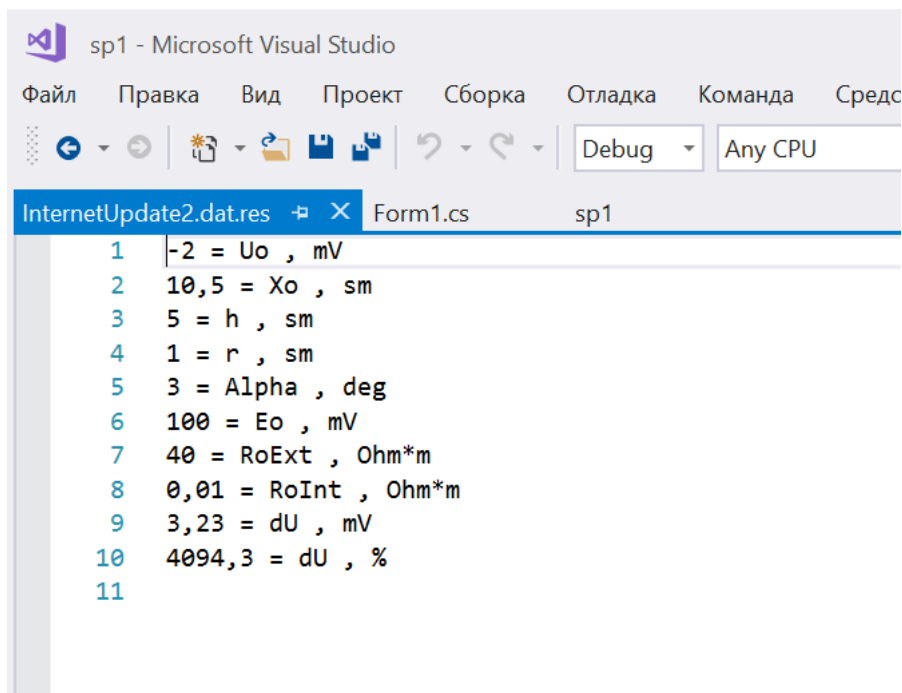 sp1 - Microsoft Visual Studio
Файл Правка Вид Проект Сборка Отладка Команда Средс
Debug Any CPU
InternetUpdate2.dat.res Form1.cs sp1
1 -2 = Uo , mV
2 10,5 = Xo , sm
3 5 = h , sm
4 1 = r , sm
5 3 = Alpha , deg
6 100 = Eo , mV
7 40 = RoExt , Ohm*m
8 0,01 = RoInt , Ohm*m
9 3,23 = dU , mV
10 4094,3 = dU , %
11